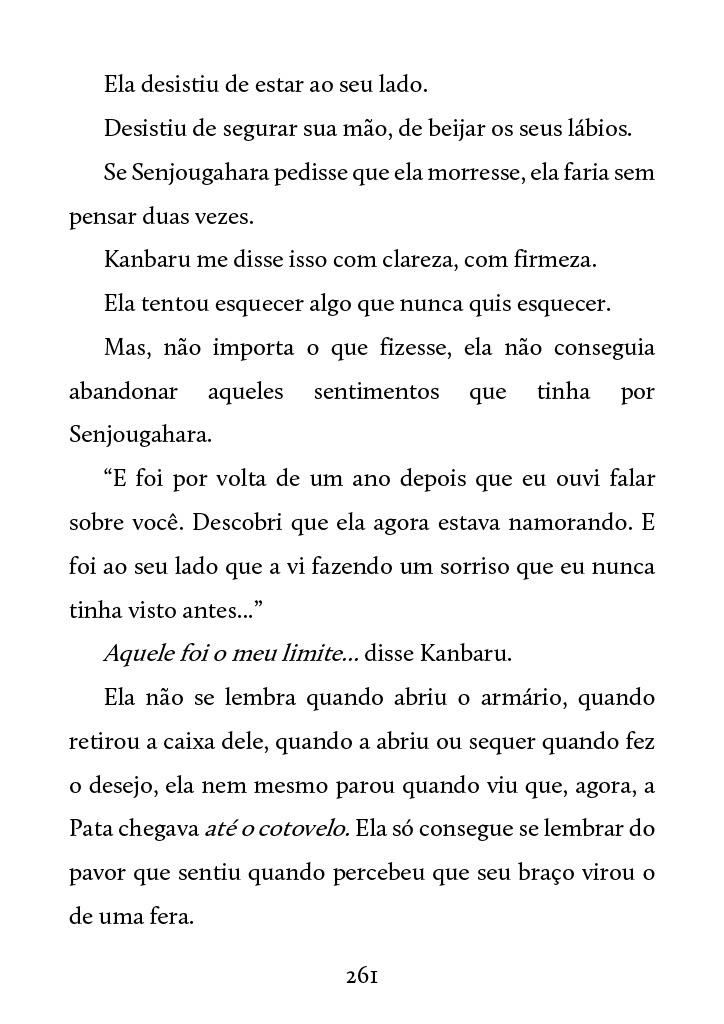 Ela desistiu de estar ao seu lado.
Desistiu de segurar sua mão, de beijar os seus lábios.
Se Senjougahara pedisse que ela morresse, ela faria sem
pensar duas vezes.
Kanbaru me disse isso com clareza, com firmeza.
Ela tentou esquecer algo que nunca quis esquecer.
Mas, não importa o que fizesse, ela não conseguia
abandonar aqueles sentimentos que tinha por
Senjougahara.
“E foi por volta de um ano depois que eu ouvi falar
sobre você. Descobri que ela agora estava namorando. E
foi ao seu lado que a vi fazendo um sorriso que eu nunca
tinha visto antes...”
Aquele foi o meu limite... disse Kanbaru.
Ela não se lembra quando abriu o armário, quando
retirou a caixa dele, quando a abriu ou sequer quando fez
o desejo, ela nem mesmo parou quando viu que, agora, a
Pata chegava até o cotovelo. Ela só consegue se lembrar do
pavor que sentiu quando percebeu que seu braço virou o
de uma fera.
261